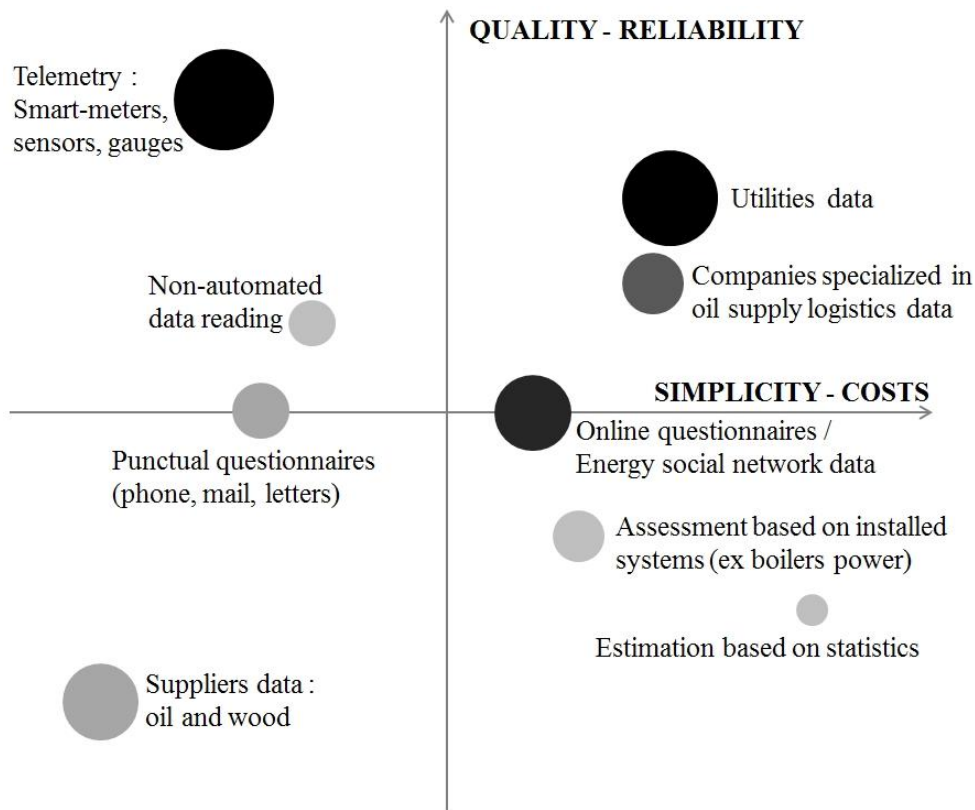 QUALITY - RELIABILITY
Telemetry :
Smart-meters,
sensors, gauges
Utilities data
Companies specialized in
oil supply logistics data
Non-automated
data reading
SIMPLICITY - COSTS
Online questionnaires /
Energy social network data
Punctual questionnaires
(phone, mail, letters)
Assessment based on installed
systems (ex boilers power)
Estimation based on statistics
Suppliers data :
oil and wood